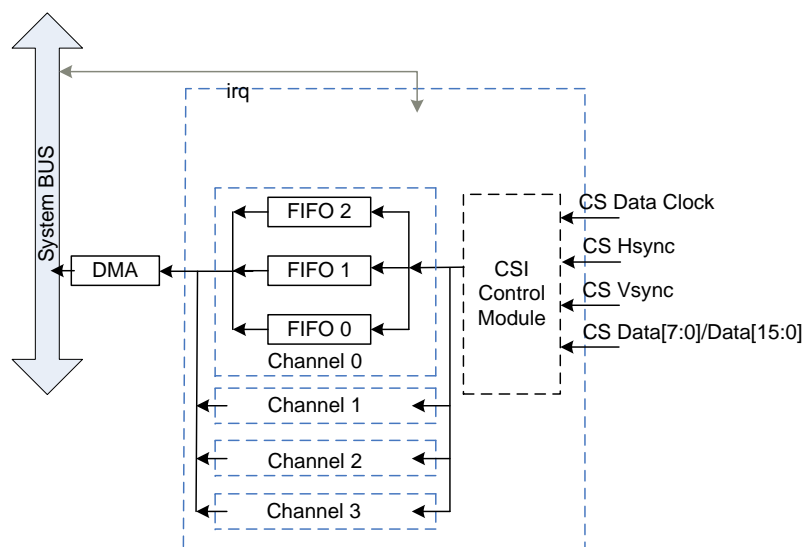 irq
System BUS
DMA
FIFO 2
FIFO 1
FIFO 0
Channel 0
Channel 1
Channel 2
Channel 3
CSI
Control
Module
CS Data Clock
CS Hsync
CS Vsync
CS Data[7:0]/Data[15:0]